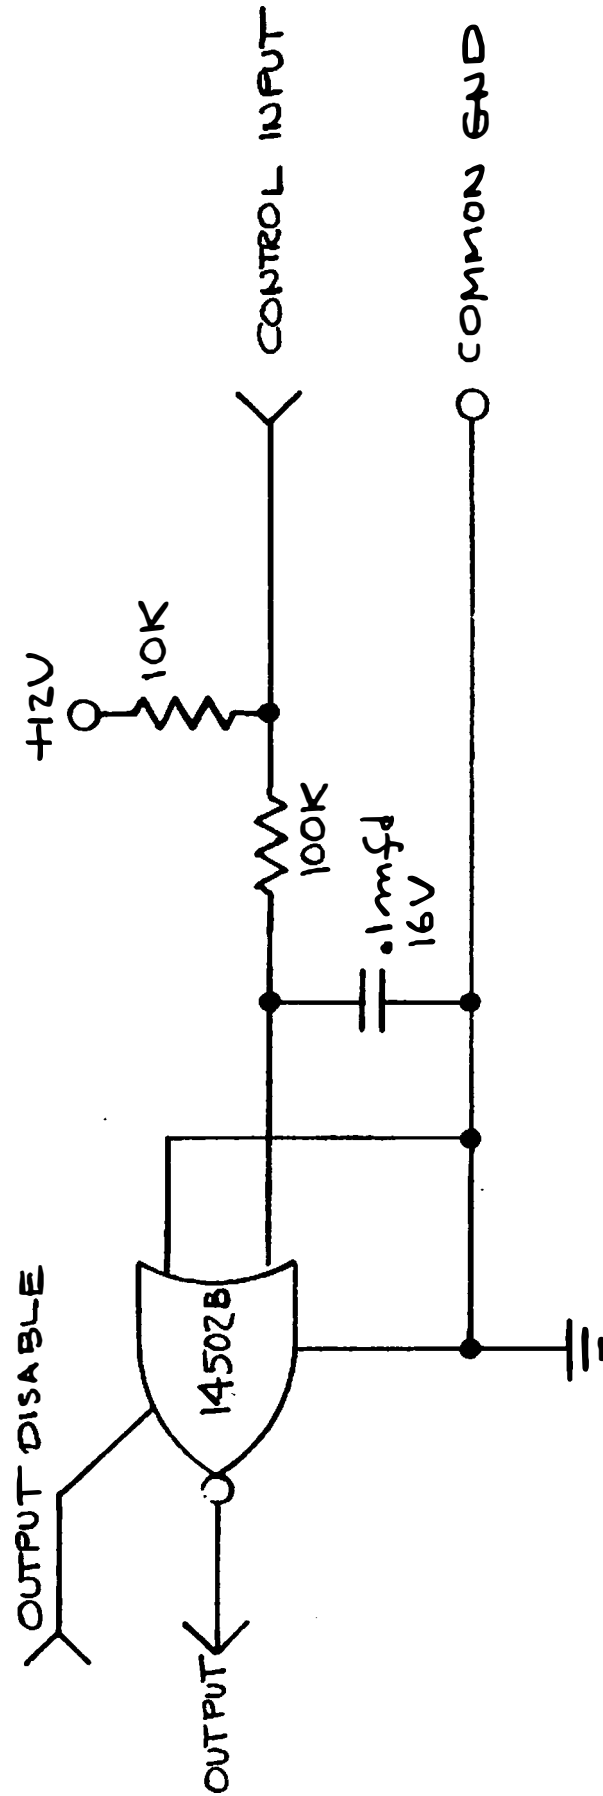 CONTROL INPUT
COMMON GND
+12V
10K
100K
.1mfd
16V
OUTPUT DISABLE
14502B
OUTPUT